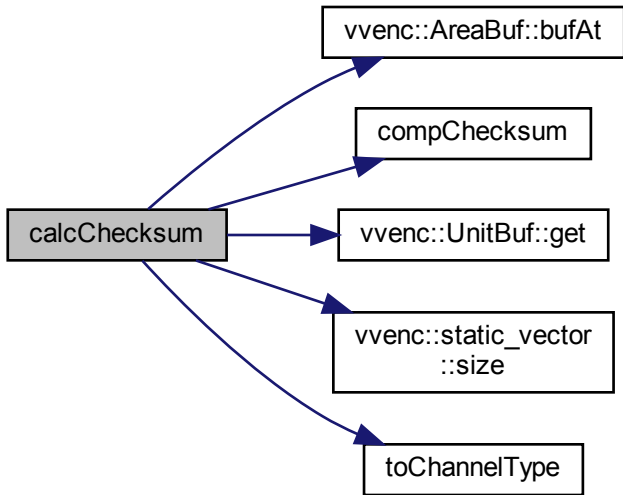 vvenc::AreaBuf::bufAt
compChecksum
calcChecksum
vvenc::UnitBuf::get
vvenc::static_vector
::size
toChannelType